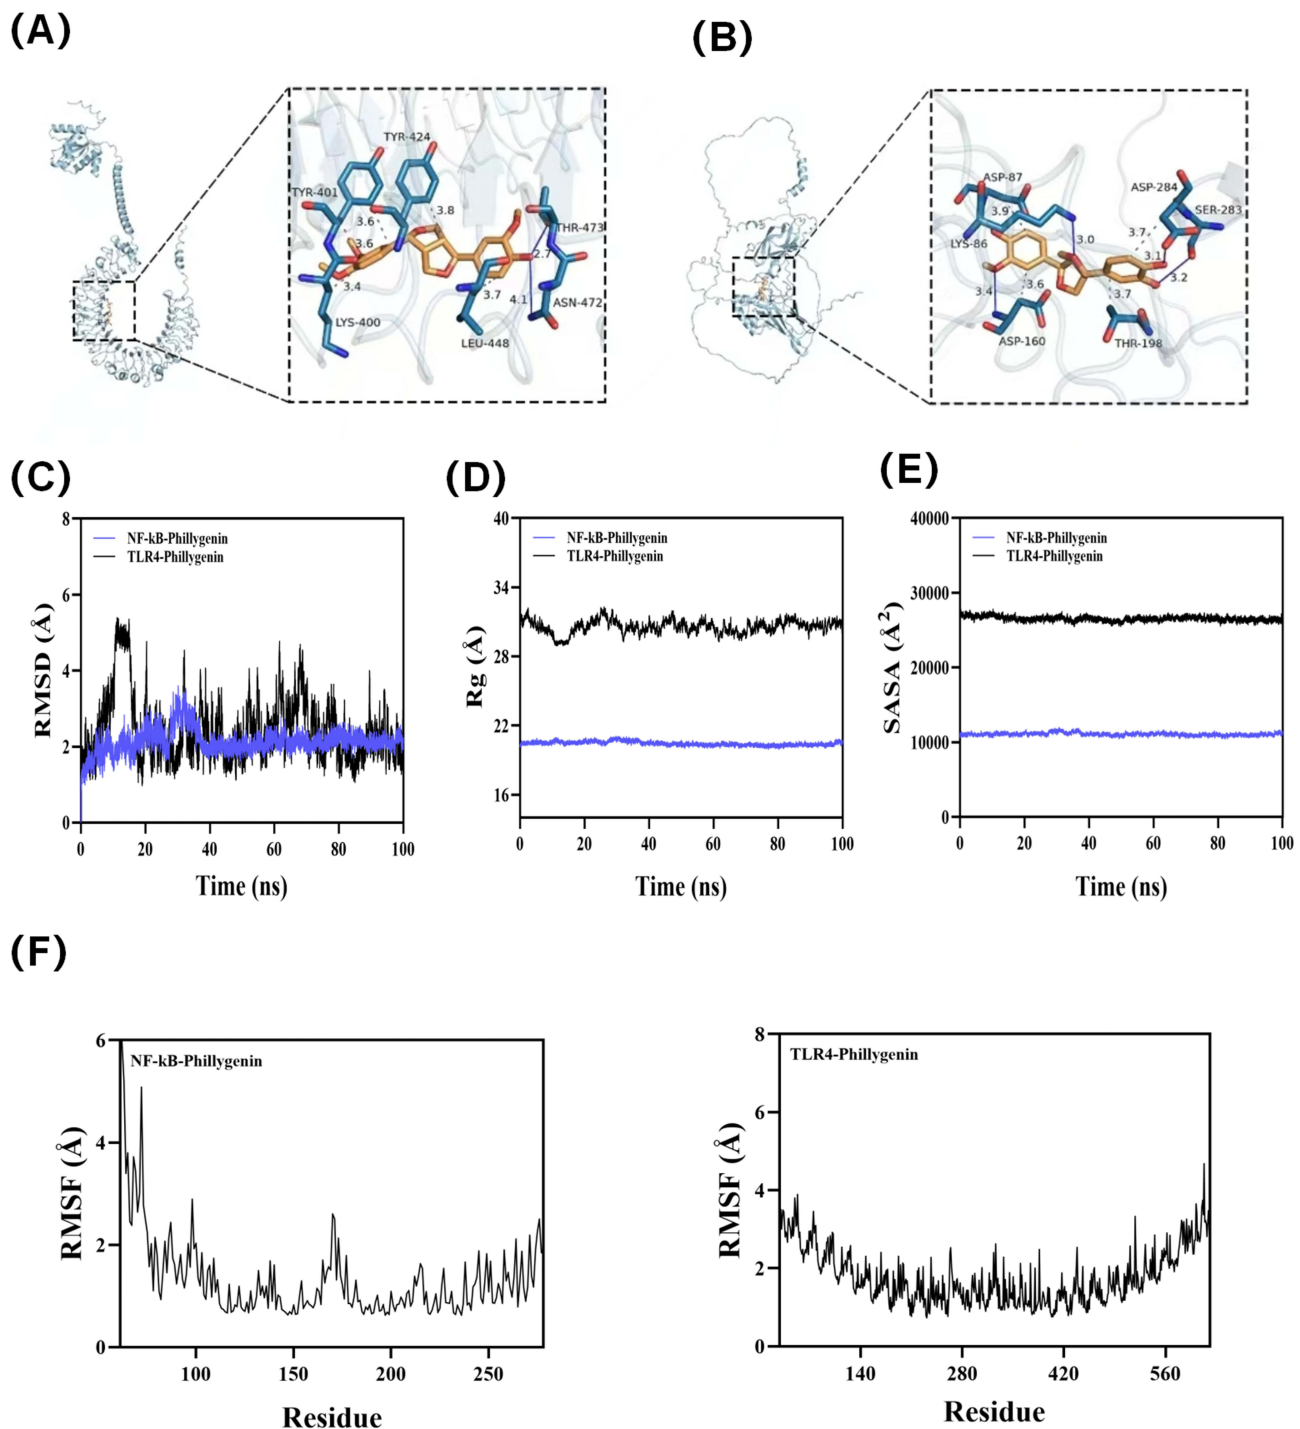 (A)
(B)
TYR-424
TYR-401
3.8
3.6
3.6
THR-473
2.7
3.4
3.7
4.1
ASN-472
LYS-400
LEU-448
ASP-87
ASP-284
3.9
SER-283
LYS-86
3.0
3.7
3.1
3.2
3.4
3.6
3.7
ASP-160
THR-198
(C)
8
6
4
2
0
RMSD (Å)
NF-kB-Phillygenin
TLR4-Phillygenin
0 20 40 60 80 100
Time (ns)
(D)
40
34
28
22
16
Rg (Å)
NF-kB-Phillygenin
TLR4-Phillygenin
0 20 40 60 80 100
Time (ns)
(E)
40000
30000
20000
10000
0
SASA (Å²)
NF-kB-Phillygenin
TLR4-Phillygenin
0 20 40 60 80 100
Time (ns)
(F)
6
4
2
0
RMSF (Å)
NF-kB-Phillygenin
100 150 200 250
Residue
8
6
4
2
0
RMSF (Å)
TLR4-Phillygenin
140 280 420 560
Residue